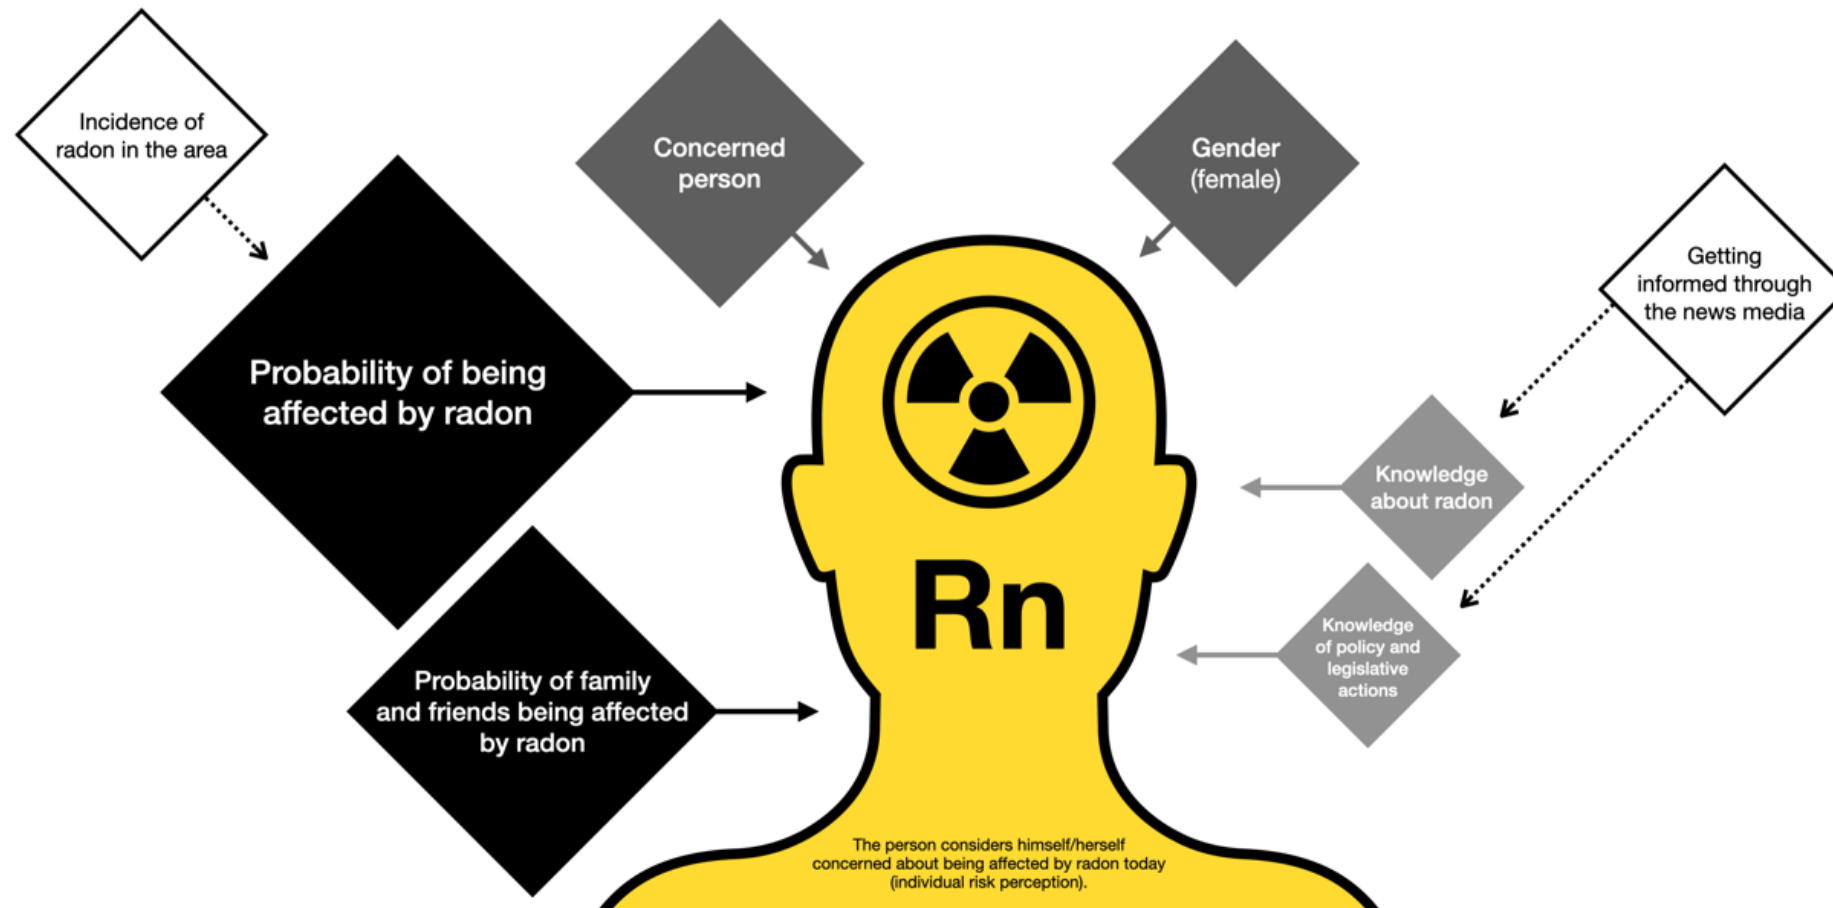 Incidence of
radon in the area
Concerned
person
Gender
(female)
Getting
informed through
the news media
Probability of being
affected by radon
Knowledge
about radon
Rn
Knowledge
of policy and
legislative
actions
Probability of family
and friends being affected
by radon
The person considers himself/herself
concerned about being affected by radon today
(individual risk perception).